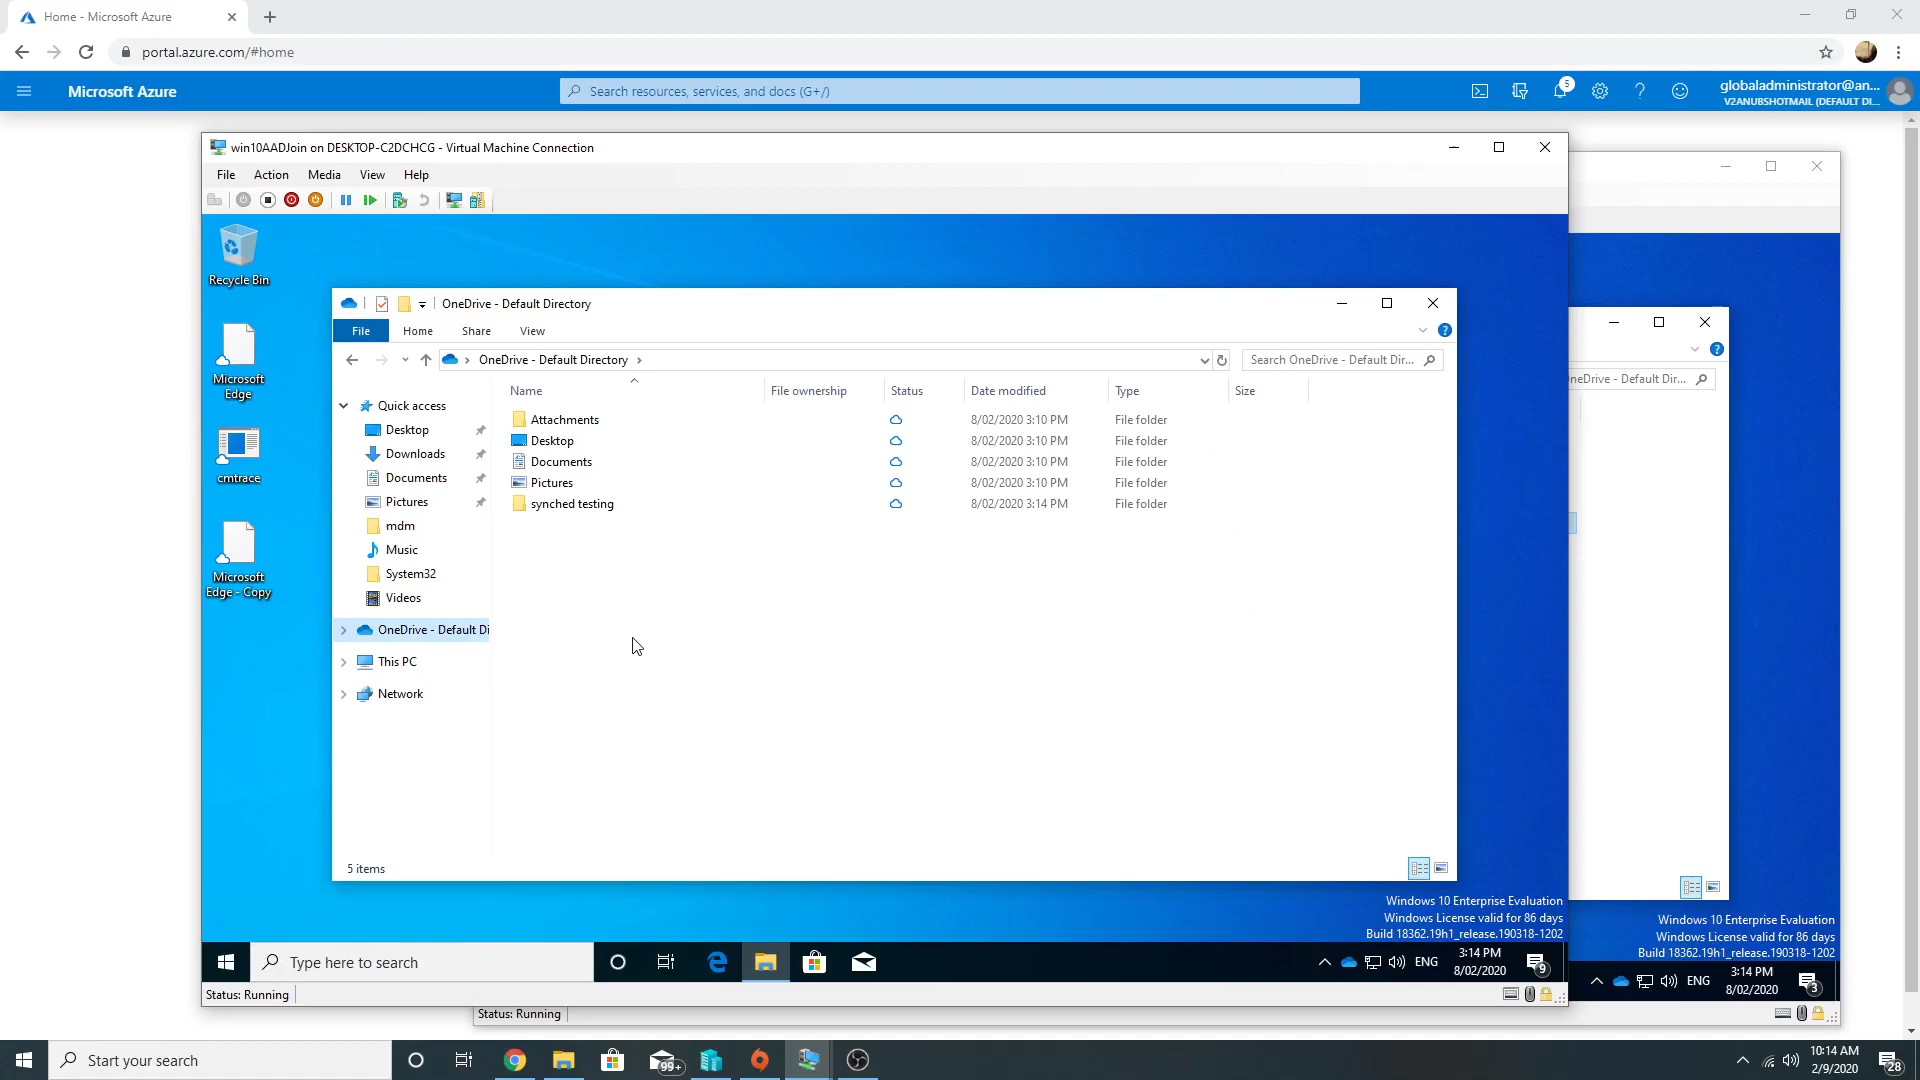 Home - Microsoft Azure
portal.azure.com/#home
Microsoft Azure
Search resources, services, and docs (G+/)
5
globaladministrator@an...
V2ANUBSHOTMAIL (DEFAULT DI...
win10AADJoin on DESKTOP-C2DCHCG - Virtual Machine Connection
File Action Media View Help
Recycle Bin
Microsoft
Edge
cmtrace
Microsoft
Edge - Copy
OneDrive - Default Directory
File Home Share View
OneDrive - Default Directory
Search OneDrive - Default Dir...
Name File ownership Status Date modified Type Size
Quick access
Desktop
Downloads
Documents
Pictures
mdm
Music
System32
Videos
OneDrive - Default Di
This PC
Network
Attachments 8/02/2020 3:10 PM File folder
Desktop 8/02/2020 3:10 PM File folder
Documents 8/02/2020 3:10 PM File folder
Pictures 8/02/2020 3:10 PM File folder
synched testing 8/02/2020 3:14 PM File folder
5 items
Windows 10 Enterprise Evaluation
Windows License valid for 86 days
Build 18362.19h1_release.190318-1202
Type here to search
ENG
3:14 PM
8/02/2020
9
Status: Running
neDrive - Default Dir...
Windows 10 Enterprise Evaluation
Windows License valid for 86 days
Build 18362.19h1_release.190318-1202
ENG
3:14 PM
8/02/2020
3
Status: Running
Start your search
99+
10:14 AM
2/9/2020
28